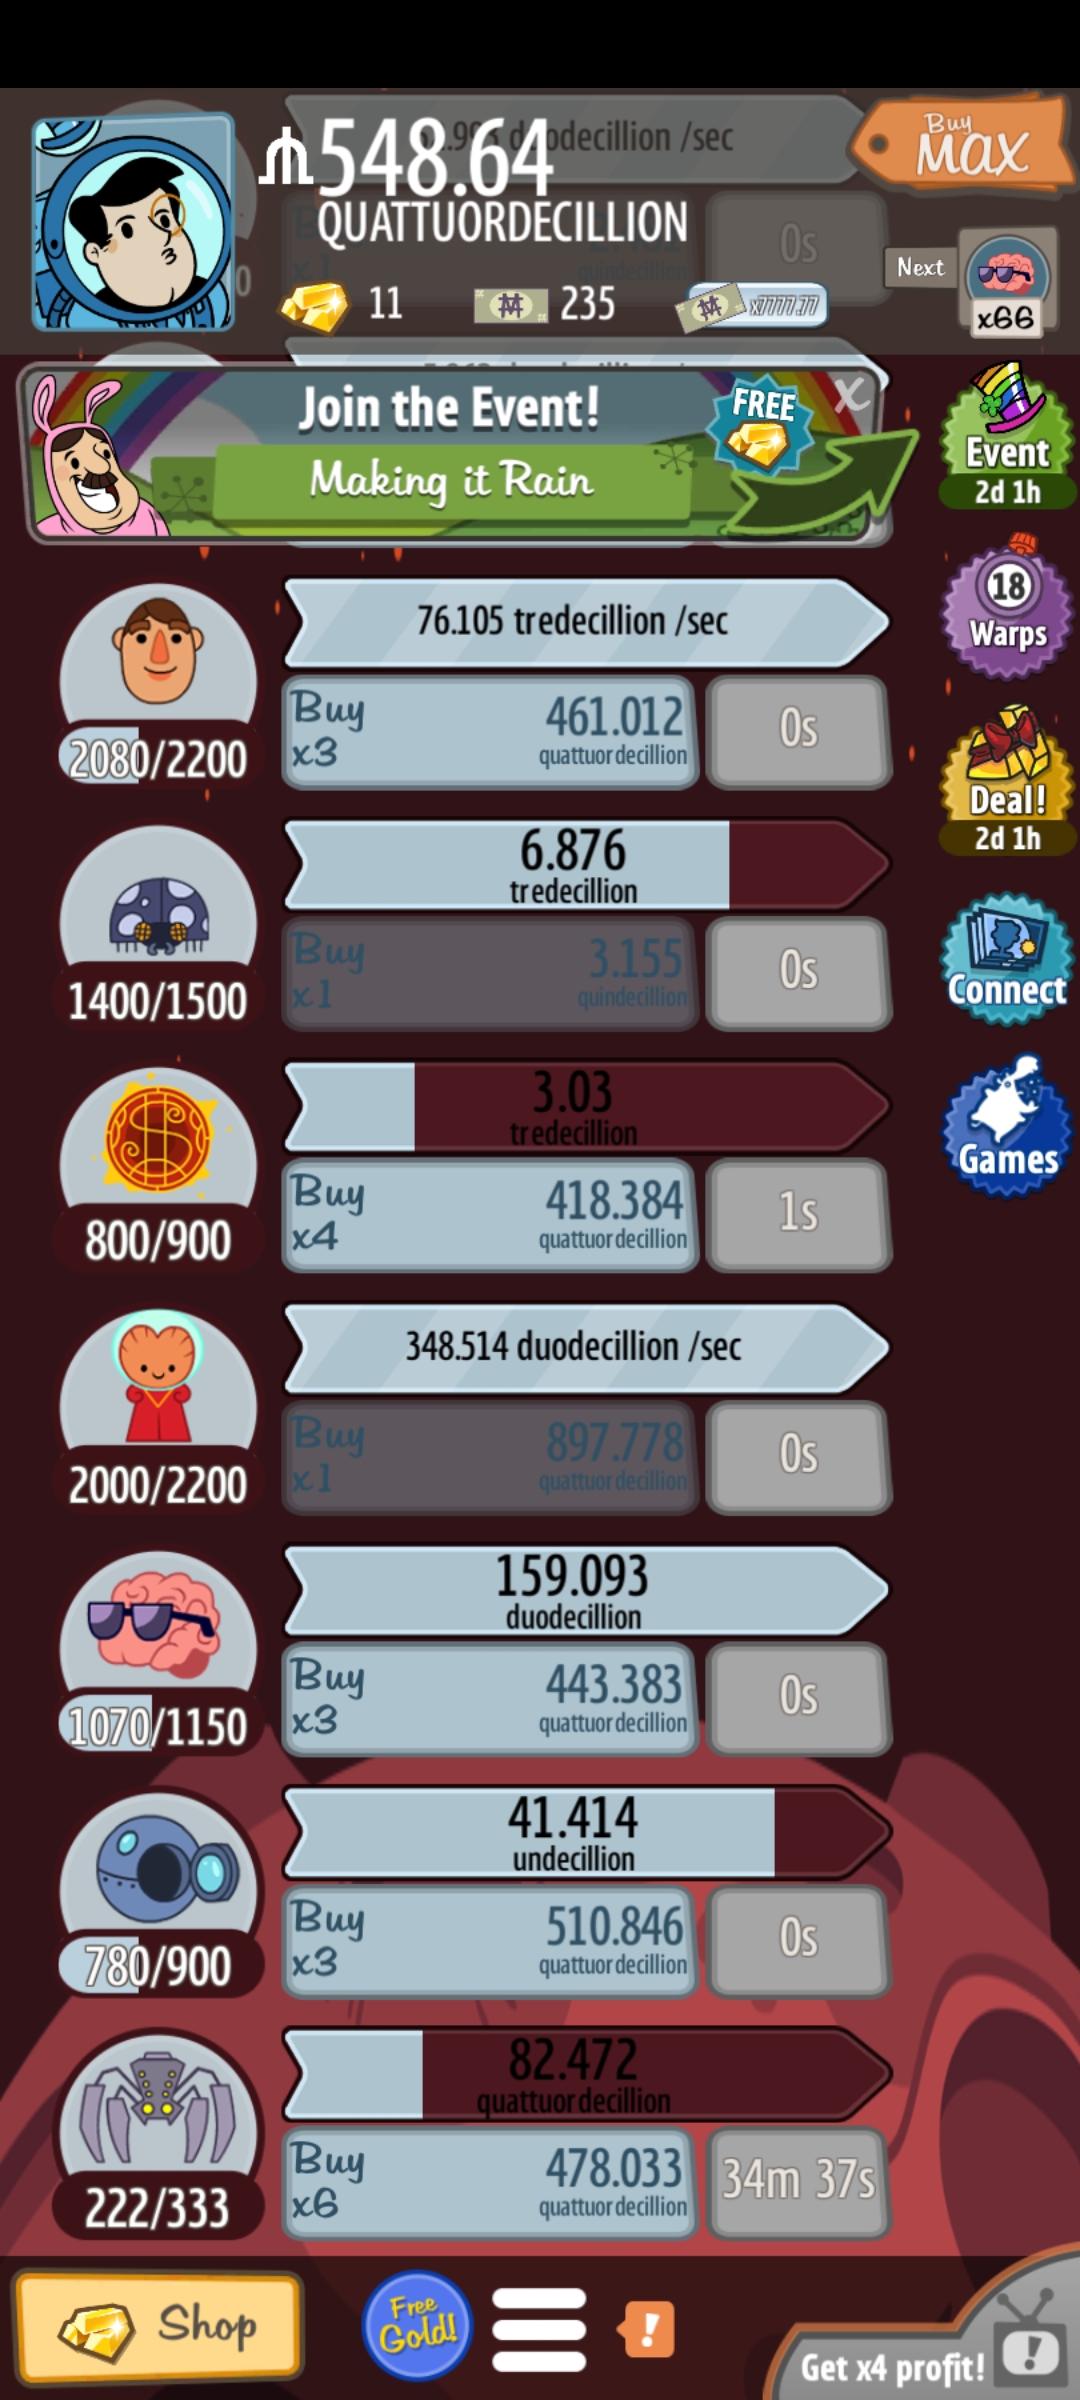 548.64
duodecillion /sec
QUATTUORDECILLION
Buy
MAX
0s
quindecillion
11
235
x7777.77
Next
x66
Join the Event!
FREE
X
Making it Rain
Event
2d 1h
76.105 tredecillion /sec
Buy
x3
461.012
quattuordecillion
0s
2080/2200
18
Warps
Deal!
2d 1h
6.876
tredecillion
Buy
x1
3.155
quindecillion
0s
1400/1500
Connect
3.03
tredecillion
Buy
x4
418.384
quattuordecillion
1s
800/900
Games
348.514 duodecillion /sec
Buy
x1
897.778
quattuordecillion
0s
2000/2200
159.093
duodecillion
Buy
x3
443.383
quattuordecillion
0s
1070/1150
41.414
undecillion
Buy
x3
510.846
quattuordecillion
0s
780/900
82.472
quattuordecillion
Buy
x6
478.033
quattuordecillion
34m 37s
222/333
Shop
Free
Gold!
!
Get x4 profit!
!